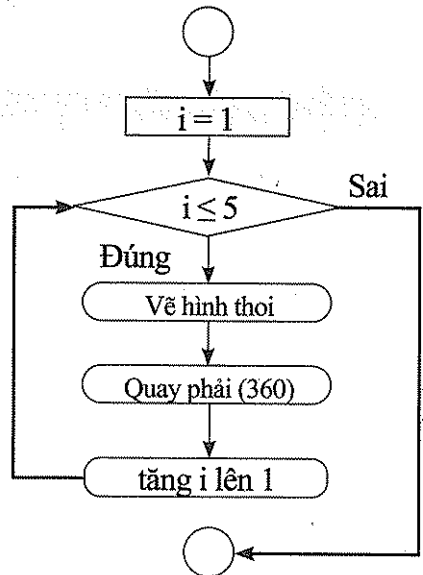 i = 1
i ≤ 5
Sai
Đúng
Vẽ hình thoi
Quay phải (360)
tăng i lên 1